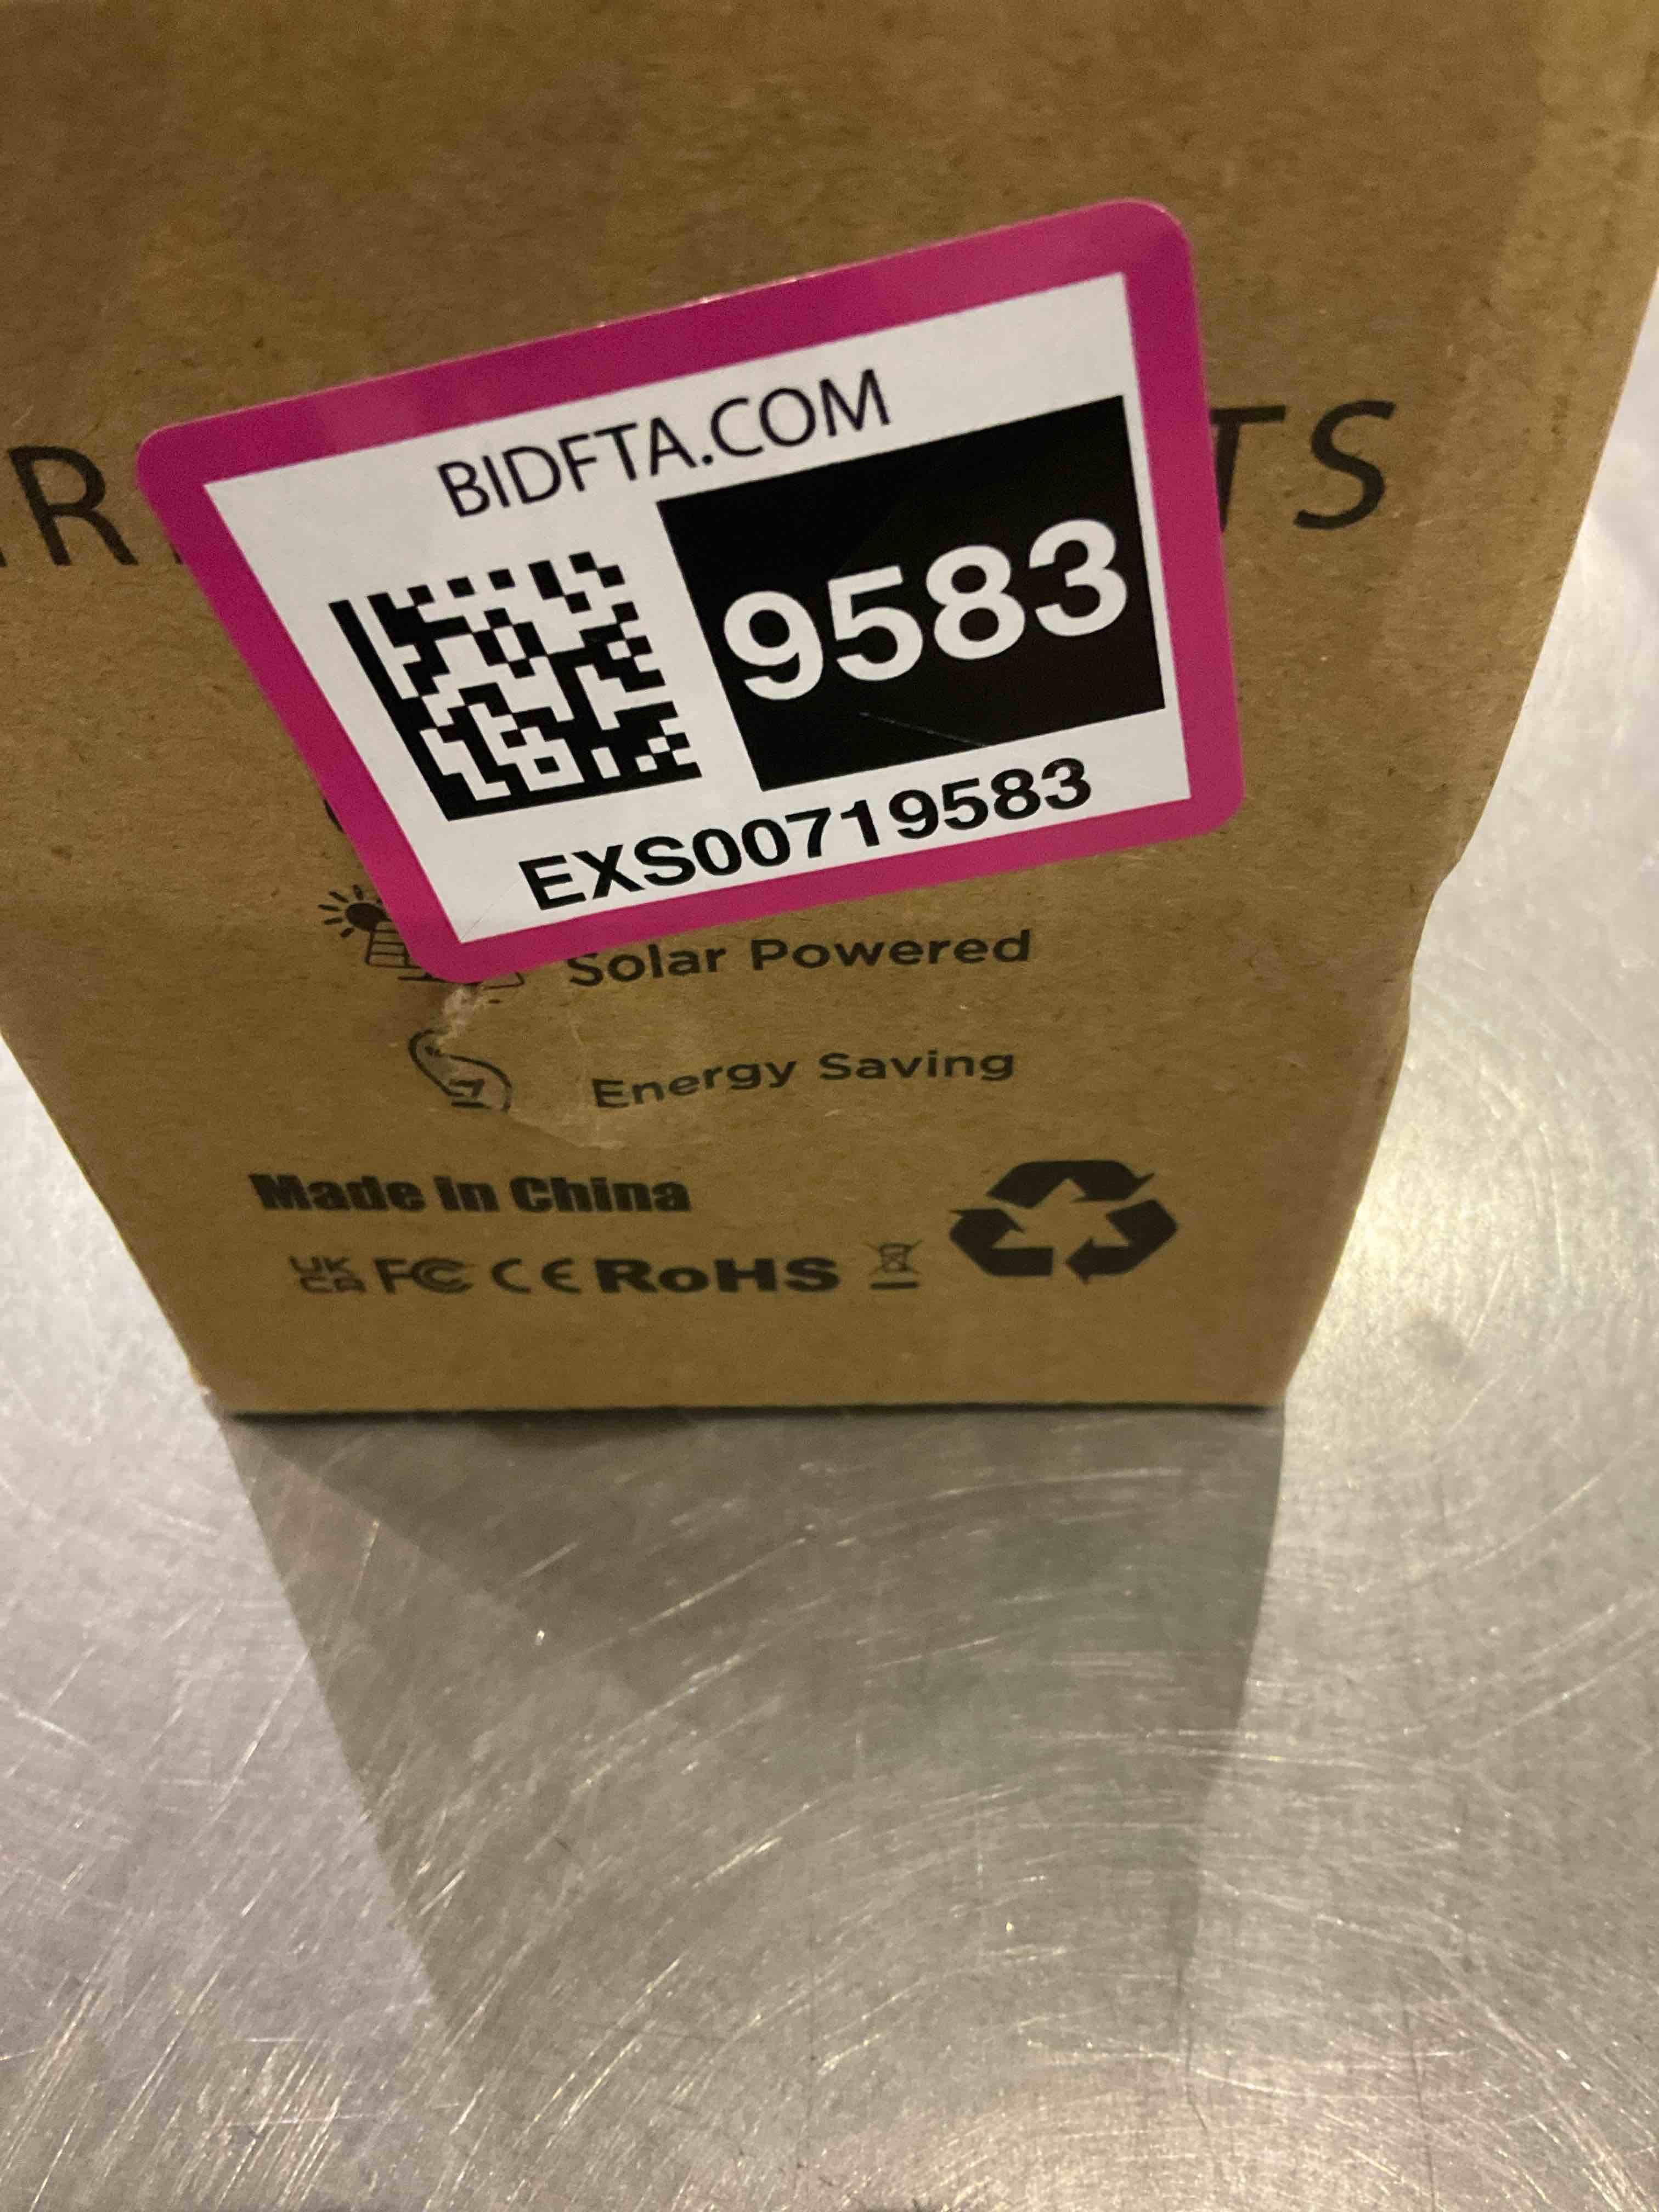 BIDFTA.COM
9583
EXS00719583
Solar Powered
Energy Saving
Made in China
UK CA FC CE RoHS